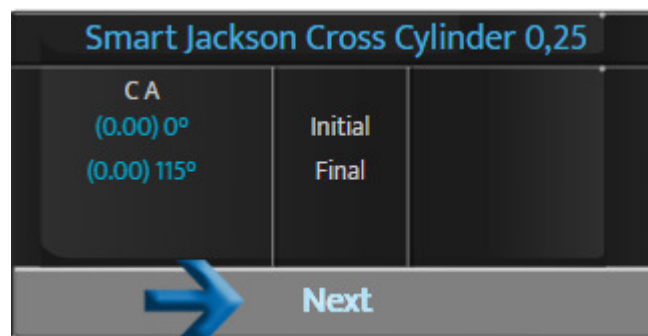 Smart Jackson Cross Cylinder 0,25
C A
(0.00) 0º Initial
(0.00) 115º Final
Next